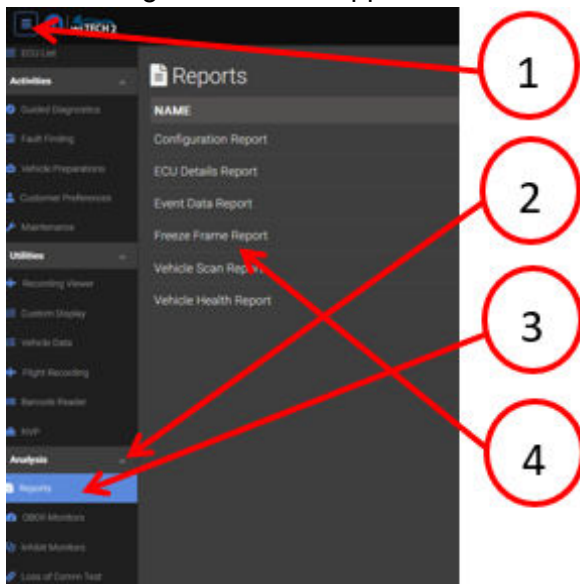 wiTECH 2
ECU List
Activities
Guided Diagnostics
Fault Finding
Vehicle Preparations
Customer Preferences
Maintenance
Utilities
Recording Viewer
Custom Display
Vehicle Data
Flight Recording
Barcode Reader
RVP
Analysis
Reports
OBDII Monitors
Inhibit Monitors
Loss of Comm Test
Reports
NAME
Configuration Report
ECU Details Report
Event Data Report
Freeze Frame Report
Vehicle Scan Report
Vehicle Health Report
1
2
3
4